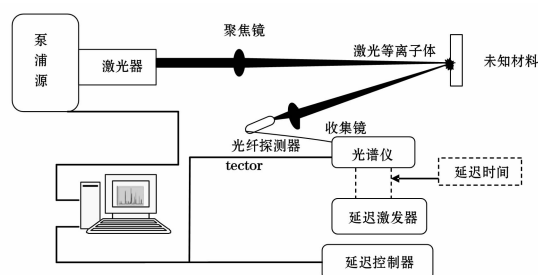 泵
浦
源
激光器
聚焦镜
激光等离子体
未知材料
收集镜
光纤探测器
tector
光谱仪
延迟时间
延迟激发器
延迟控制器